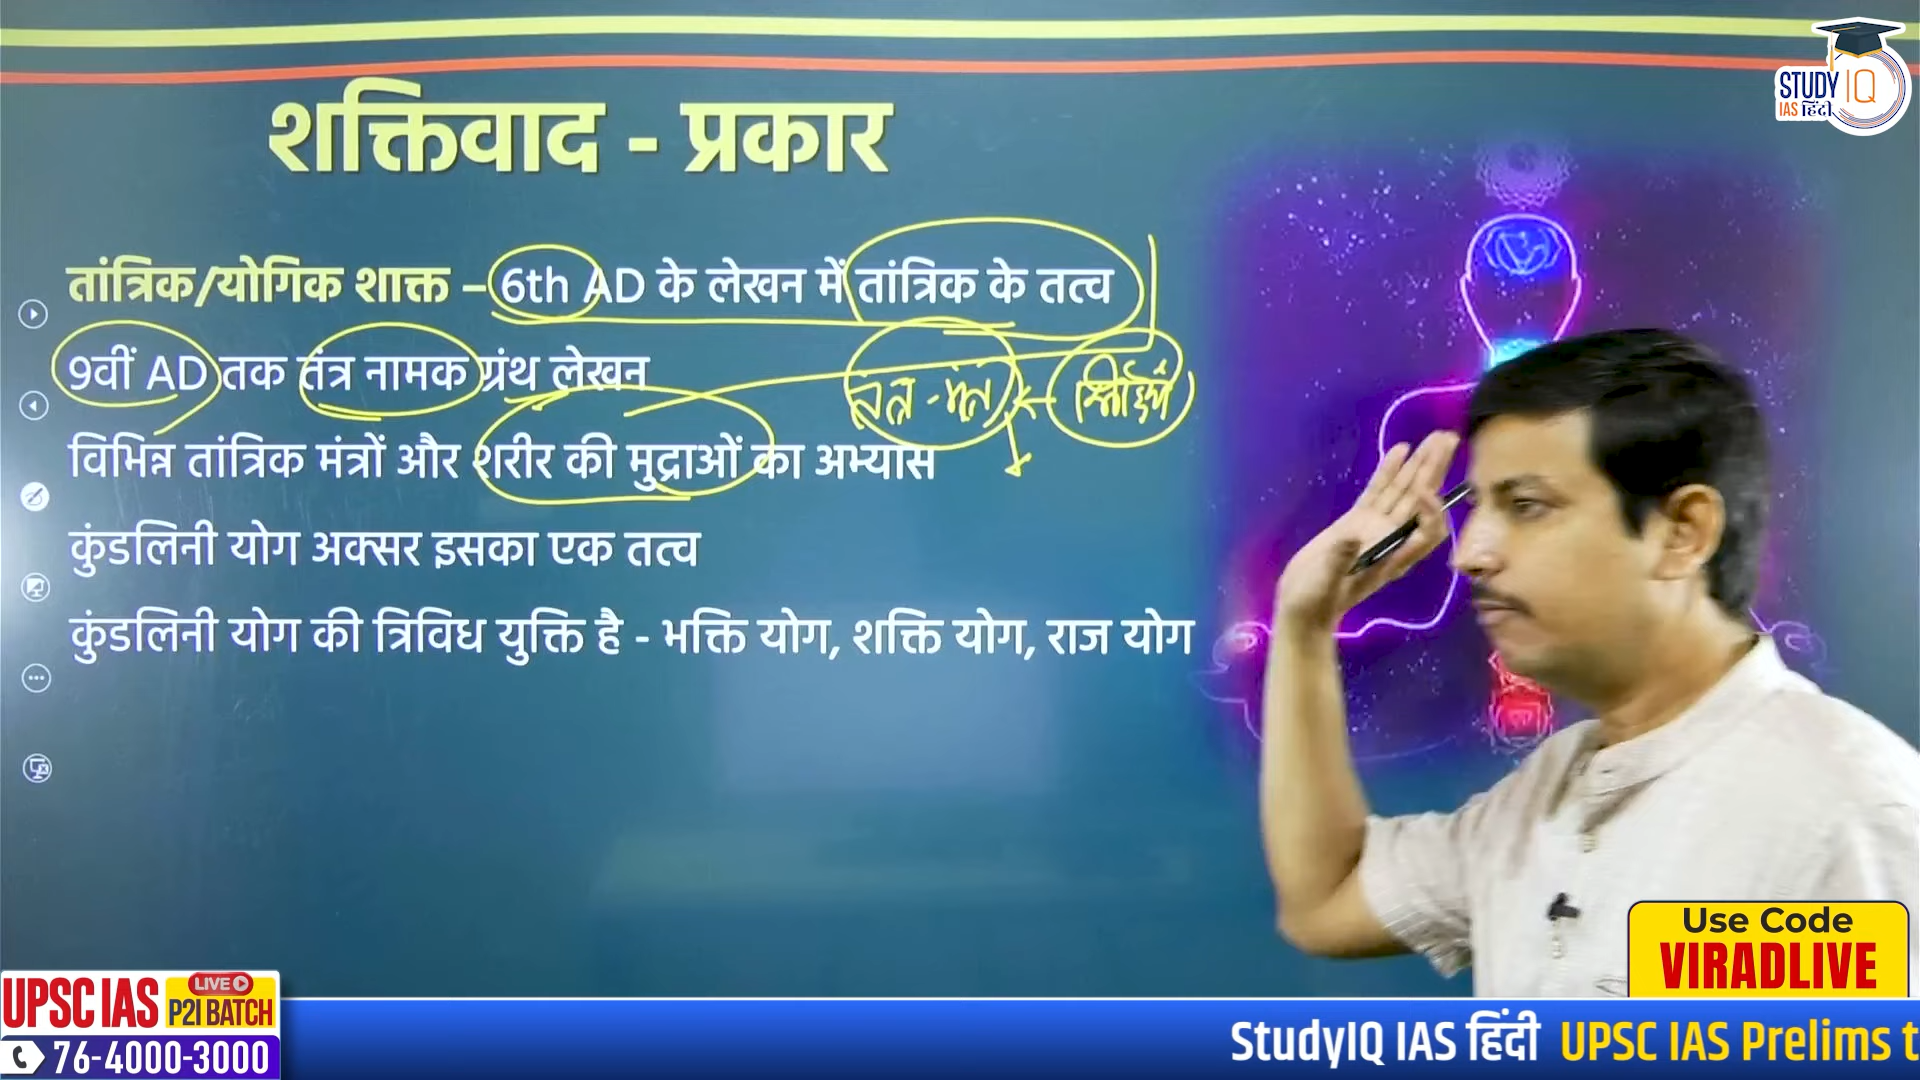 STUDY IQ
IAS हिंदी
शक्तिवाद - प्रकार
तांत्रिक/योगिक शाक्त – 6th AD के लेखन में तांत्रिक के तत्व
9वीं AD तक तंत्र नामक ग्रंथ लेखन
तंत्र - मंत्र
विभिन्न तांत्रिक मंत्रों और शरीर की मुद्राओं का अभ्यास
कुंडलिनी योग अक्सर इसका एक तत्व
कुंडलिनी योग की त्रिविध युक्ति है - भक्ति योग, शक्ति योग, राज योग
Use Code
VIRADLIVE
LIVE
UPSC IAS P2I BATCH
76-4000-3000
StudyIQ IAS हिंदी UPSC IAS Prelims t